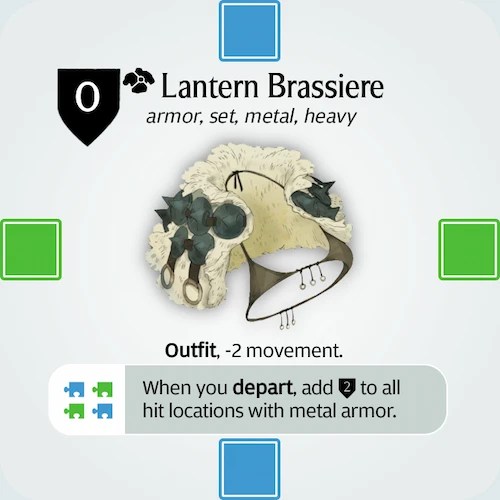 0
Lantern Brassiere
armor, set, metal, heavy
Outfit, -2 movement.
When you depart, add 2 to all
hit locations with metal armor.